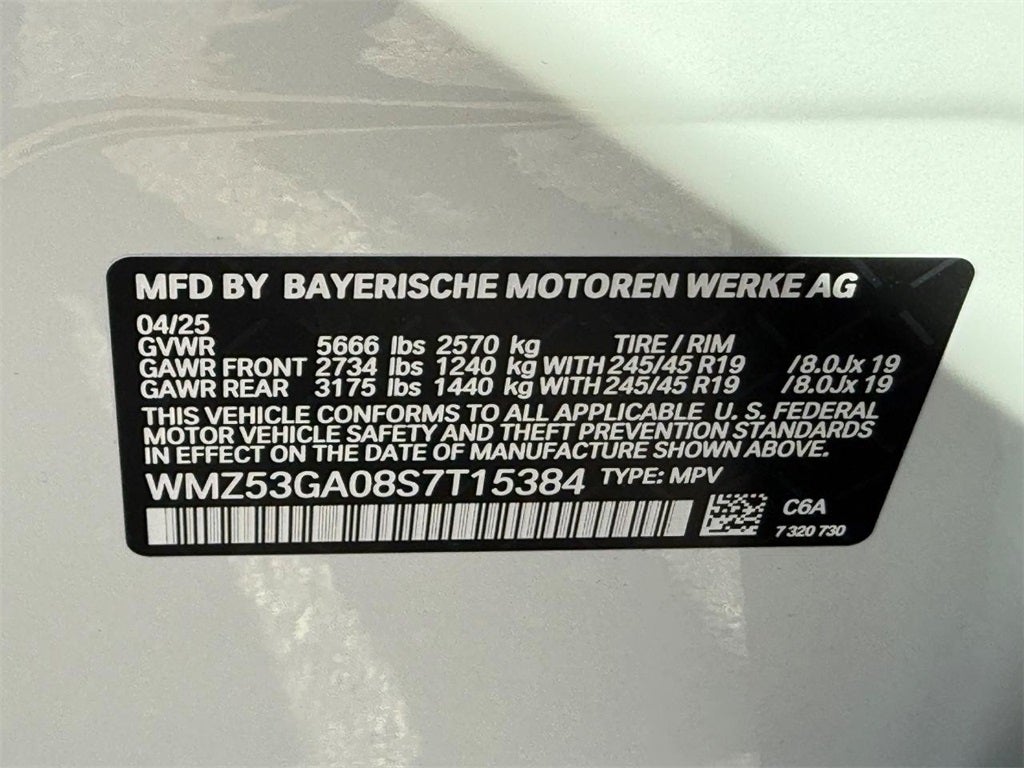 MFD BY BAYERISCHE MOTOREN WERKE AG
04/25
GVWR 5666 lbs 2570 kg TIRE / RIM
GAWR FRONT 2734 lbs 1240 kg WITH 245/45 R19 /8.0Jx 19
GAWR REAR 3175 lbs 1440 kg WITH 245/45 R19 /8.0Jx 19
THIS VEHICLE CONFORMS TO ALL APPLICABLE U. S. FEDERAL
MOTOR VEHICLE SAFETY AND THEFT PREVENTION STANDARDS
IN EFFECT ON THE DATE OF MANUFACTURE SHOWN ABOVE.
WMZ53GA08S7T15384 TYPE: MPV
C6A
7 320 730